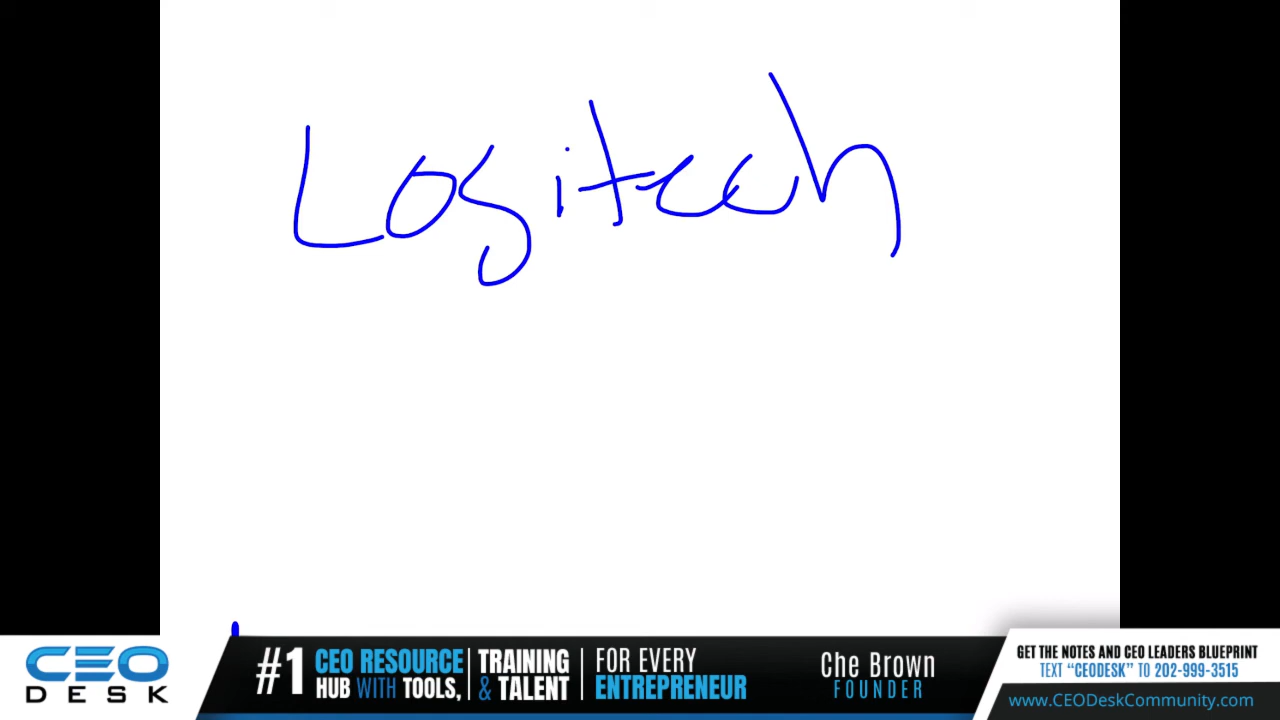 Logitech
CEO DESK
#1 CEO RESOURCE HUB WITH TOOLS, TRAINING & TALENT FOR EVERY ENTREPRENEUR
Che Brown
FOUNDER
GET THE NOTES AND CEO LEADERS BLUEPRINT
TEXT “CEODESK” TO 202-999-3515
www.CEODeskCommunity.com